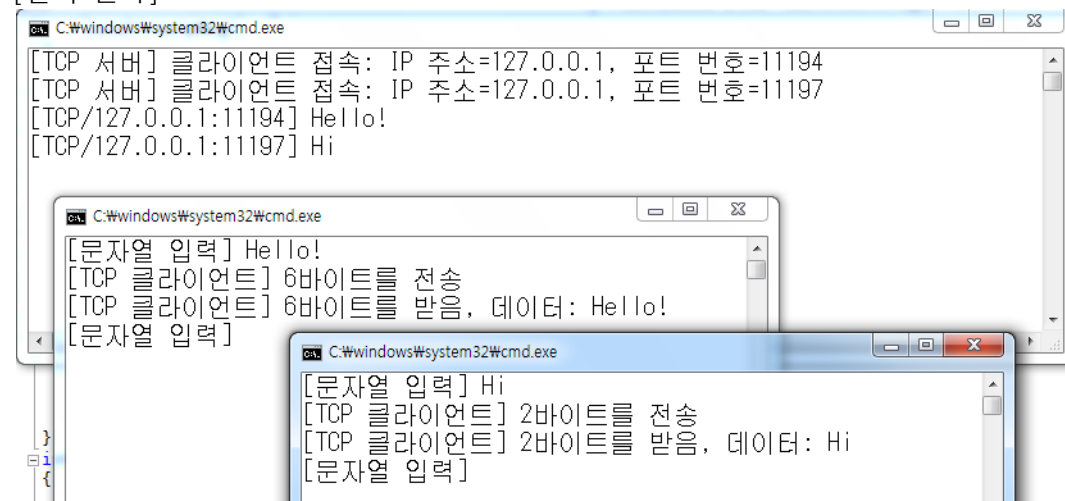 C:₩windows₩system32₩cmd.exe
[TCP 서버] 클라이언트 접속: IP 주소=127.0.0.1, 포트 번호=11194
[TCP 서버] 클라이언트 접속: IP 주소=127.0.0.1, 포트 번호=11197
[TCP/127.0.0.1:11194] Hello!
[TCP/127.0.0.1:11197] Hi
C:₩windows₩system32₩cmd.exe
[문자열 입력] Hello!
[TCP 클라이언트] 6바이트를 전송
[TCP 클라이언트] 6바이트를 받음, 데이터: Hello!
[문자열 입력]
C:₩windows₩system32₩cmd.exe
[문자열 입력] Hi
[TCP 클라이언트] 2바이트를 전송
[TCP 클라이언트] 2바이트를 받음, 데이터: Hi
[문자열 입력]
}
i
{